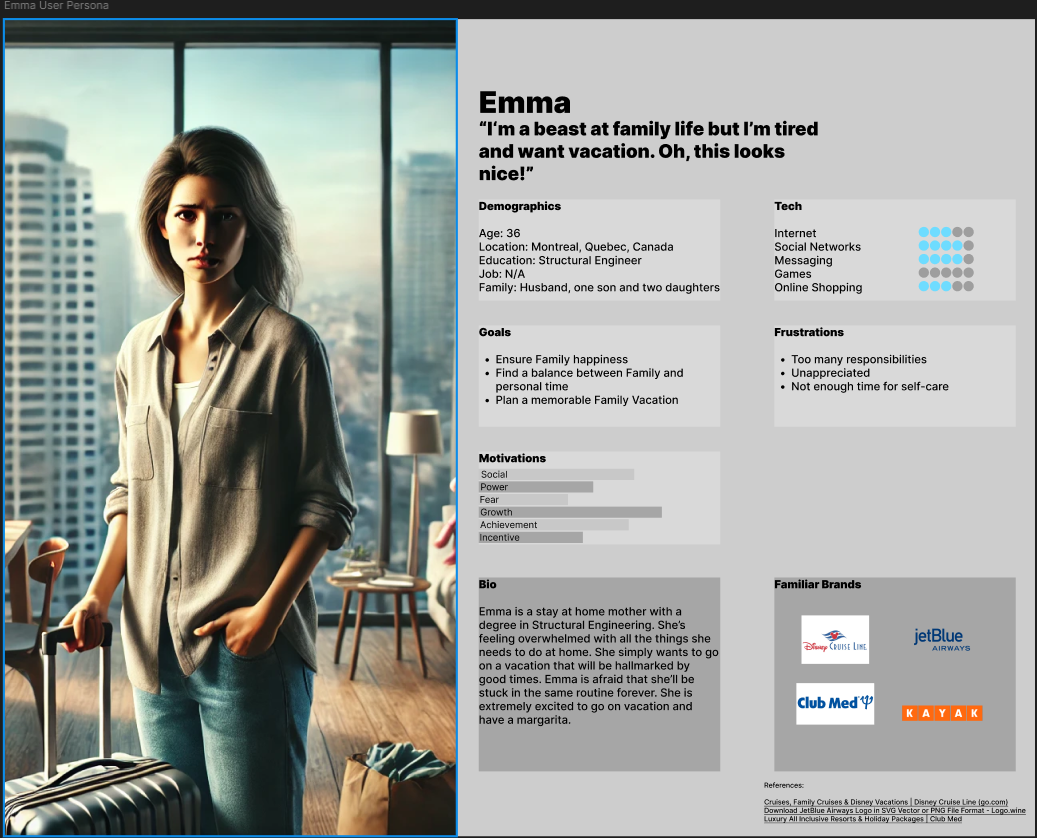 Emma User Persona
Emma
“I‘m a beast at family life but I’m tired
and want vacation. Oh, this looks
nice!”
Demographics
Age: 36
Location: Montreal, Quebec, Canada
Education: Structural Engineer
Job: N/A
Family: Husband, one son and two daughters
Tech
Internet
Social Networks
Messaging
Games
Online Shopping
Goals
• Ensure Family happiness
• Find a balance between Family and
personal time
• Plan a memorable Family Vacation
Frustrations
• Too many responsibilities
• Unappreciated
• Not enough time for self-care
Motivations
Social
Power
Fear
Growth
Achievement
Incentive
Bio
Emma is a stay at home mother with a
degree in Structural Engineering. She’s
feeling overwhelmed with all the things she
needs to do at home. She simply wants to go
on a vacation that will be hallmarked by
good times. Emma is afraid that she’ll be
stuck in the same routine forever. She is
extremely excited to go on vacation and
have a margarita.
Familiar Brands
Disney CRUISE LINE
jetBlue
AIRWAYS
Club Med
KAYAK
References:
Cruises, Family Cruises & Disney Vacations | Disney Cruise Line (go.com)
Download JetBlue Airways Logo in SVG Vector or PNG File Format - Logo.wine
Luxury All Inclusive Resorts & Holiday Packages | Club Med